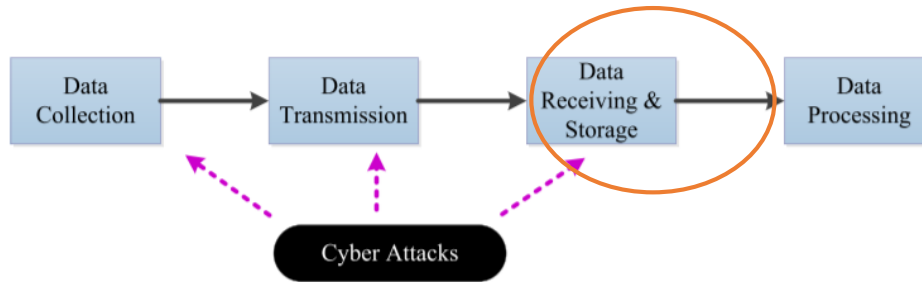 Data
Collection
Data
Transmission
Data
Receiving &
Storage
Data
Processing
Cyber Attacks